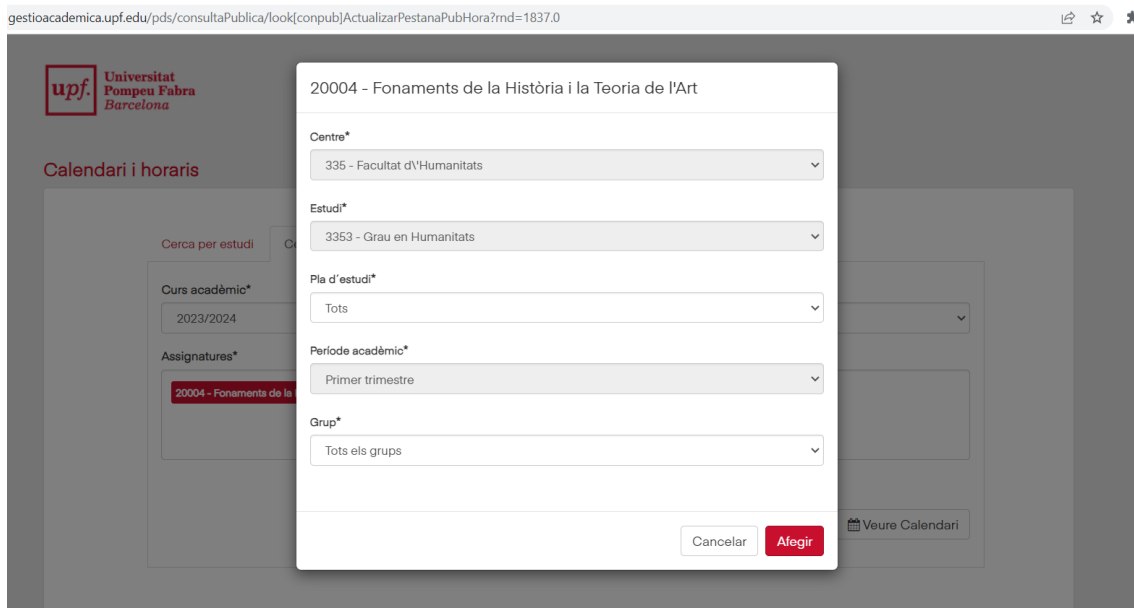 gestioacademica.upf.edu/pds/consultaPublica/look[conpub]ActualizarPestanaPubHora?rnd=1837.0
upf.
Universitat
Pompeu Fabra
Barcelona
Calendari i horaris
Cerca per estudi
Ce
Curs acadèmic*
2023/2024
Assignatures*
20004 - Fonaments de la
20004 - Fonaments de la Història i la Teoria de l'Art
Centre*
335 - Facultat d\'Humanitats
Estudi*
3353 - Grau en Humanitats
Pla d´estudi*
Tots
Període acadèmic*
Primer trimestre
Grup*
Tots els grups
Cancelar Afegir
Veure Calendari